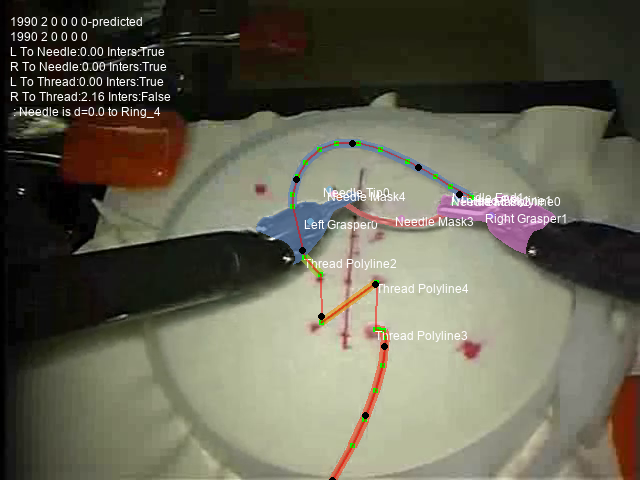 1990 2 0 0 0 0-predicted
1990 2 0 0 0 0
L To Needle:0.00 Inters:True
R To Needle:0.00 Inters:True
L To Thread:0.00 Inters:True
R To Thread:2.16 Inters:False
: Needle is d=0.0 to Ring_4
Needle Tip0
Needle Mask4
Needle Mask3
Left Grasper0
Right Grasper1
Thread Polyline2
Thread Polyline4
Thread Polyline3